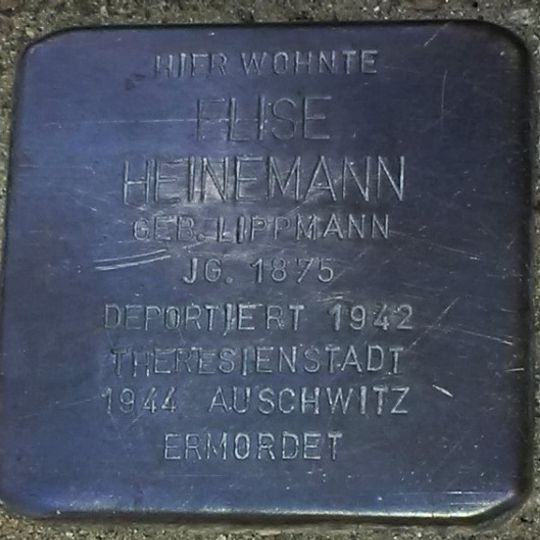 HIER WOHNTE
ELISE
HEINEMANN
GEB. LIPPMANN
JG. 1875
DEPORTIERT 1942
THERESIENSTADT
1944 AUSCHWITZ
ERMORDET